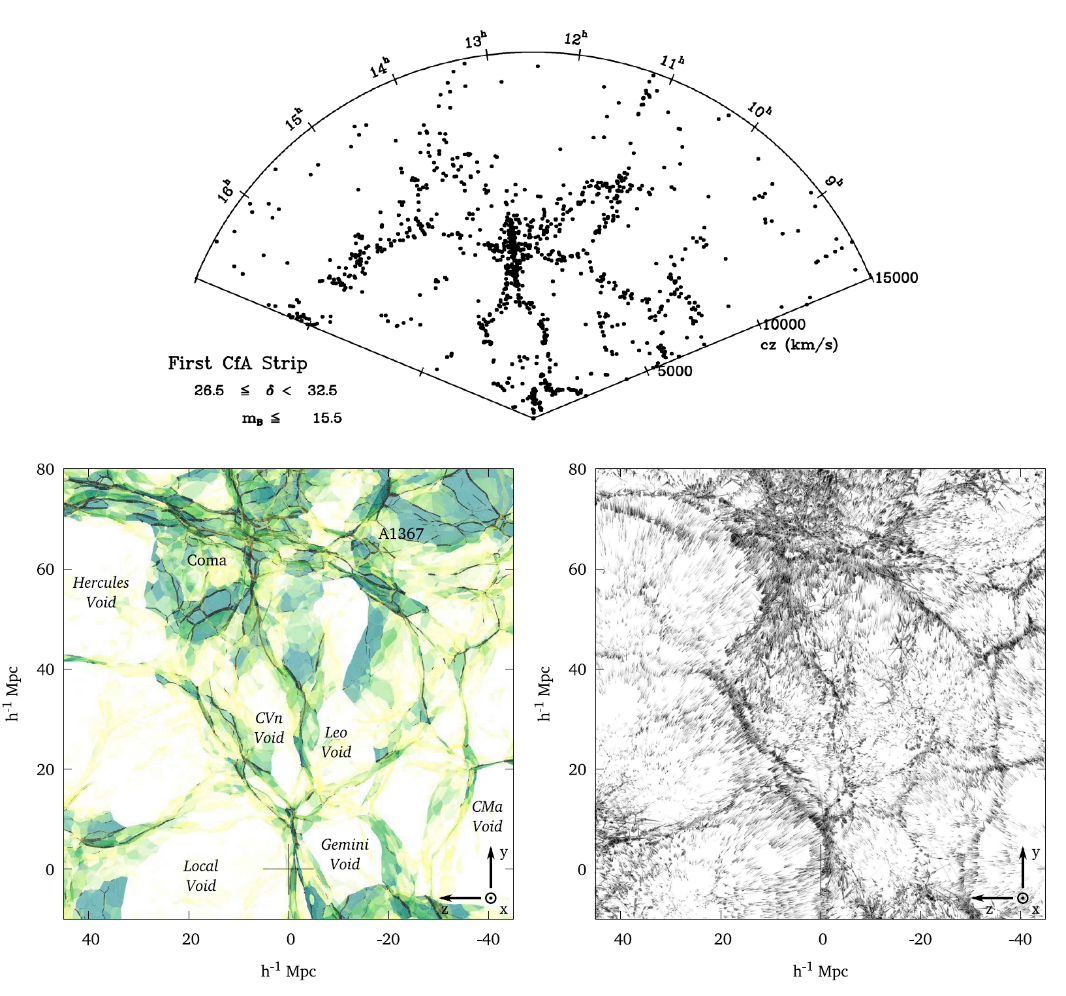 13ʰ 12ʰ
14ʰ 11ʰ
15ʰ 10ʰ
16ʰ 9ʰ
15000
10000
cz (km/s)
5000
First CfA Strip
26.5 ≦ δ < 32.5
m_B ≦ 15.5
80
60
40
20
0
h⁻¹ Mpc
Coma
A1367
Hercules
Void
CVn
Void
Leo
Void
CMa
Void
Gemini
Void
Local
Void
y
z
x
40 20 0 -20 -40
h⁻¹ Mpc
80
60
40
20
0
h⁻¹ Mpc
y
z
x
40 20 0 -20 -40
h⁻¹ Mpc